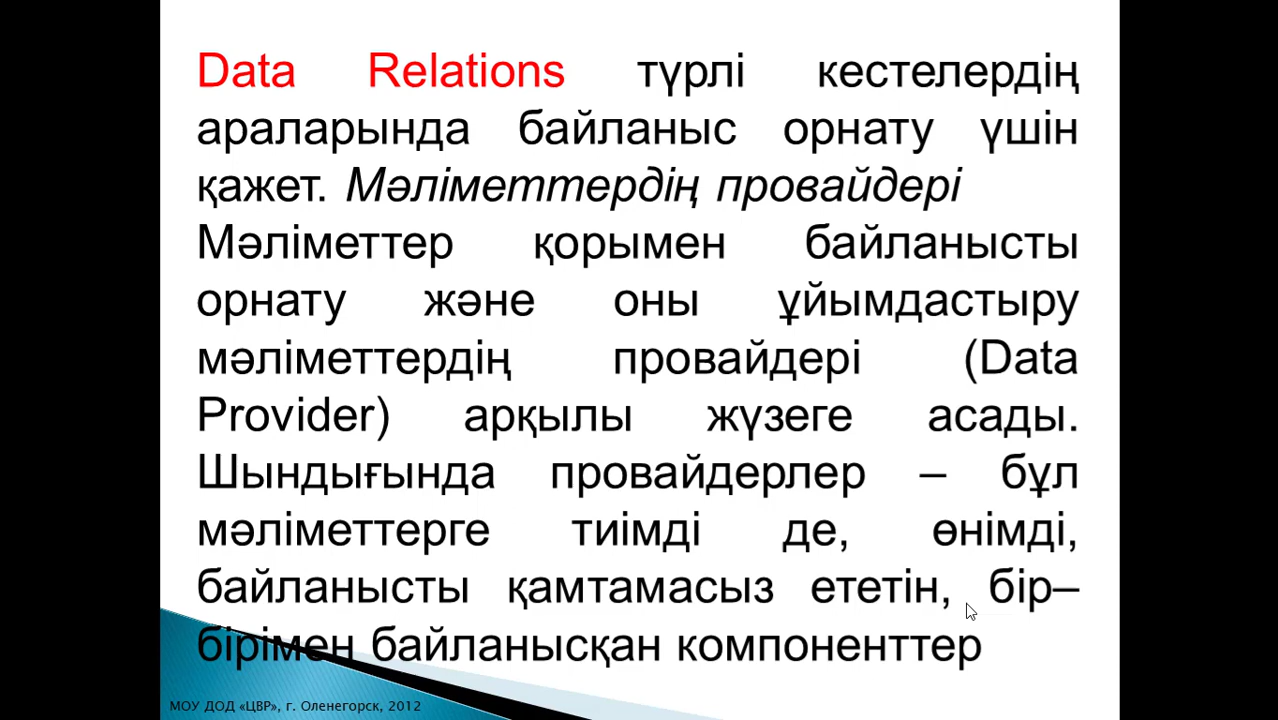 Data Relations түрлі кестелердің
араларында байланыс орнату үшін
қажет. Мәліметтердің провайдері
Мәліметтер қорымен байланысты
орнату және оны ұйымдастыру
мәліметтердің провайдері (Data
Provider) арқылы жүзеге асады.
Шындығында провайдерлер – бұл
мәліметтерге тиімді де, өнімді,
байланысты қамтамасыз ететін, бір–
бірімен байланысқан компоненттер
МОУ ДОД «ЦВР», г. Оленегорск, 2012